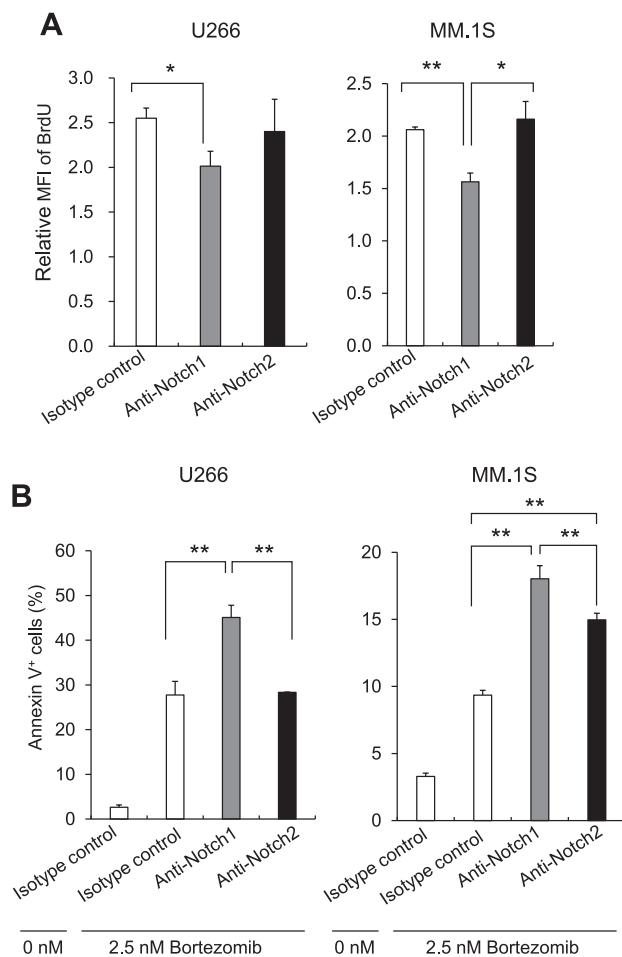 A
U266
MM.1S
Relative MFI of BrdU
3.0
2.5
2.0
1.5
1.0
0.5
0.0
*
2.5
2.0
1.5
1.0
0.5
0.0
**
*
Isotype control
Anti-Notch1
Anti-Notch2
Isotype control
Anti-Notch1
Anti-Notch2
B
U266
MM.1S
Annexin V⁺ cells (%)
60
50
40
30
20
10
0
**
**
20
15
10
5
0
**
**
**
Isotype control
Isotype control
Anti-Notch1
Anti-Notch2
Isotype control
Isotype control
Anti-Notch1
Anti-Notch2
0 nM
2.5 nM Bortezomib
0 nM
2.5 nM Bortezomib